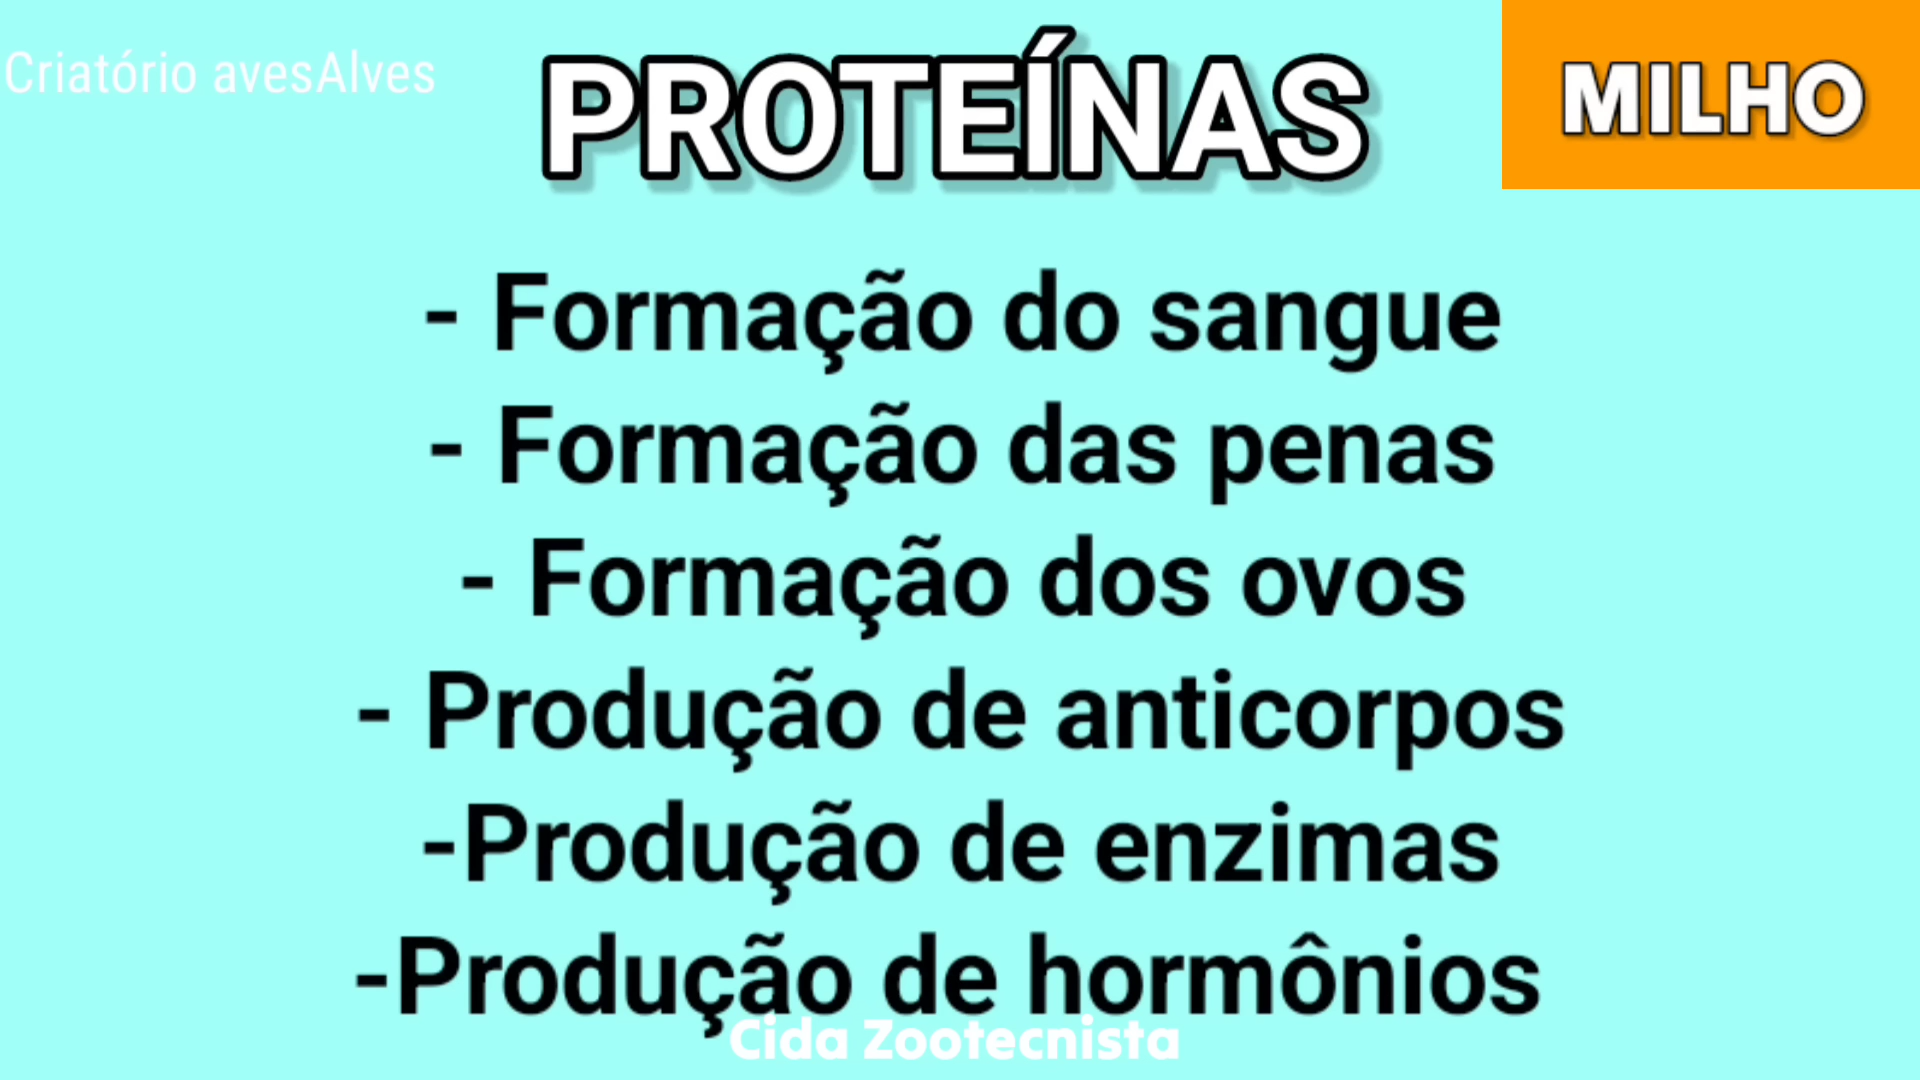 Criatório avesAlves
PROTEÍNAS
MILHO
- Formação do sangue
- Formação das penas
- Formação dos ovos
- Produção de anticorpos
-Produção de enzimas
-Produção de hormônios
Cida Zootecnista